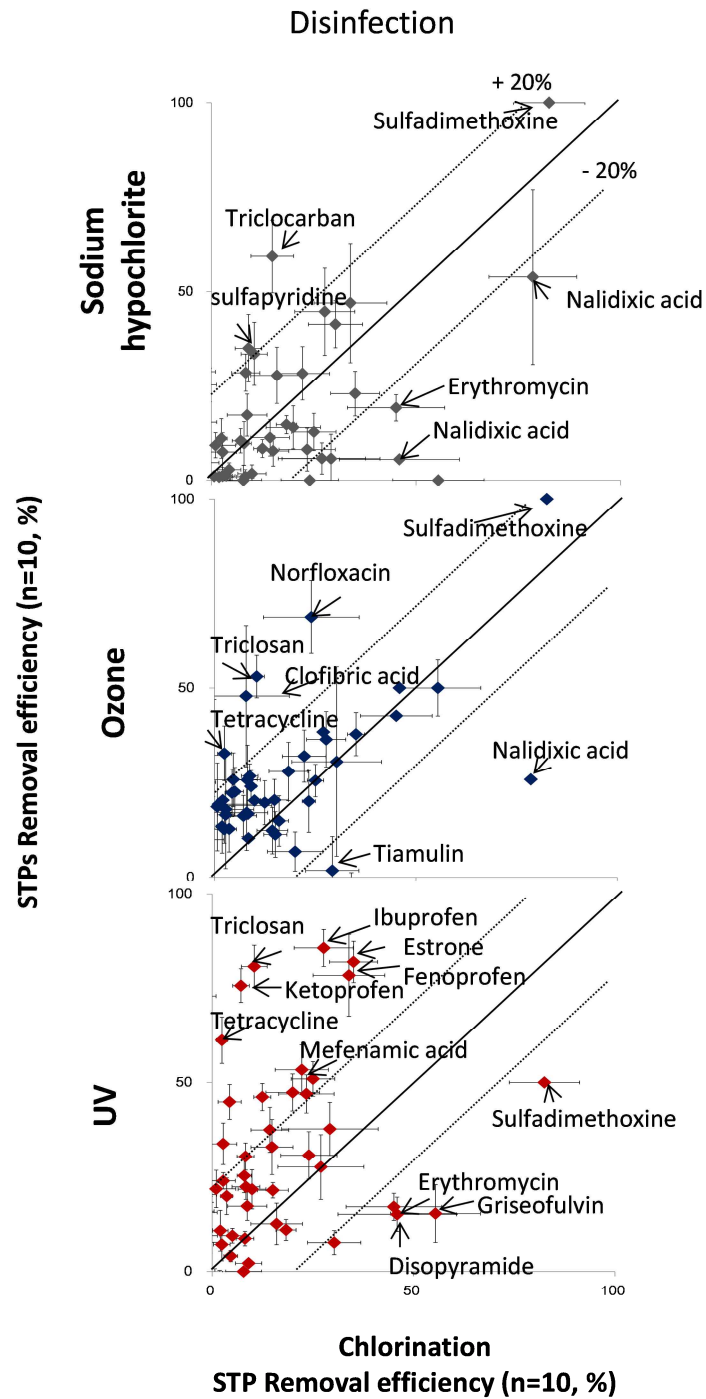 Disinfection
+ 20%
100
Sulfadimethoxine
- 20%
Triclocarban
50
sulfapyridine
Nalidixic acid
Erythromycin
Nalidixic acid
0
Sodium
hypochlorite
100
Sulfadimethoxine
Norfloxacin
Triclosan
Clofibric acid
50
Tetracycline
Nalidixic acid
Tiamulin
0
Ozone
STPs Removal efficiency (n=10, %)
100
Ibuprofen
Triclosan
Estrone
Fenoprofen
Ketoprofen
Tetracycline
Mefenamic acid
50
Sulfadimethoxine
Erythromycin
Griseofulvin
Disopyramide
0
UV
0
50
100
Chlorination
STP Removal efficiency (n=10, %)